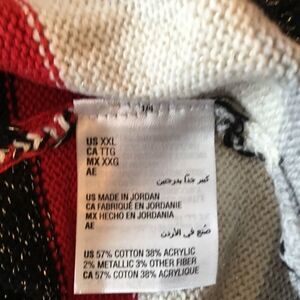 1/4
US XXL
CA TTG
MX XXG
AE
كبير جدا بدرجتين
US MADE IN JORDAN
CA FABRIQUÉ EN JORDANIE
MX HECHO EN JORDANIA
AE
صنع في الأردن
US 57% COTTON 38% ACRYLIC
2% METALLIC 3% OTHER FIBER
CA 57% COTON 38% ACRYLIQUE